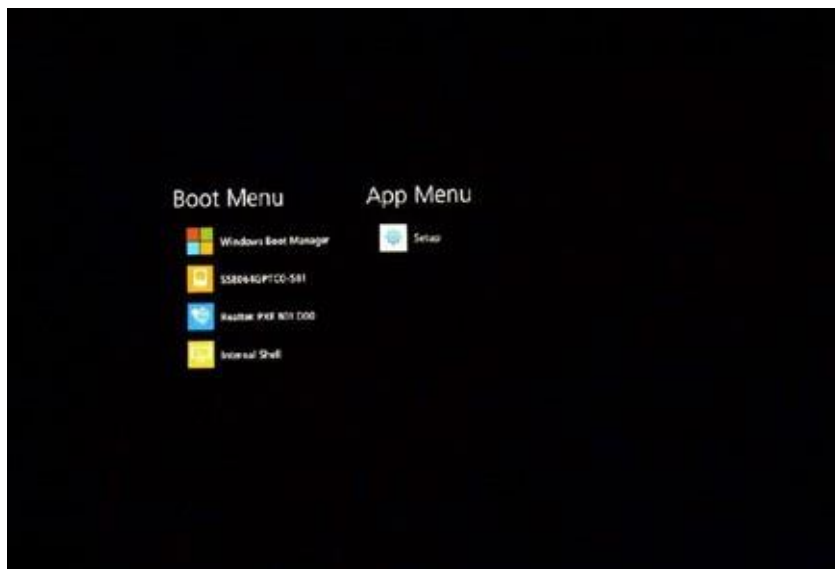 Boot Menu
Windows Boot Manager
Realtek PXE
Internal Shell
App Menu
Setup